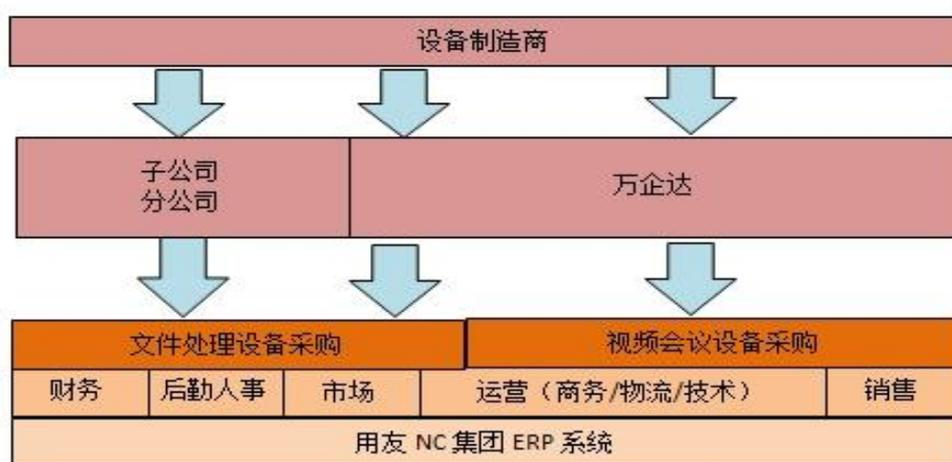 设备制造商
子公司
分公司
万企达
文件处理设备采购
视频会议设备采购
财务
后勤人事
市场
运营（商务/物流/技术）
销售
用友 NC 集团 ERP 系统